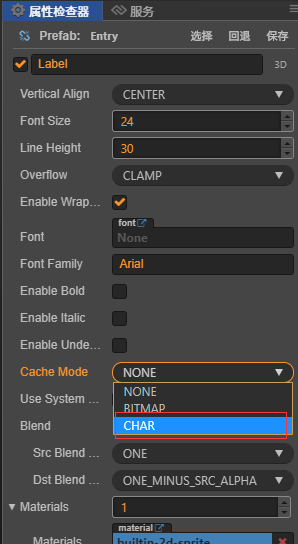 属性检查器 服务
Prefab: Entry 选择 回退 保存
Label 3D
Vertical Align CENTER
Font Size 24
Line Height 30
Overflow CLAMP
Enable Wrap...
font
Font None
Font Family Arial
Enable Bold
Enable Italic
Enable Unde...
Cache Mode NONE
NONE
Use System ... BITMAP
Blend CHAR
Src Blend ... ONE
Dst Blend ... ONE_MINUS_SRC_ALPHA
Materials 1
material
Materials builtin-2d-sprite